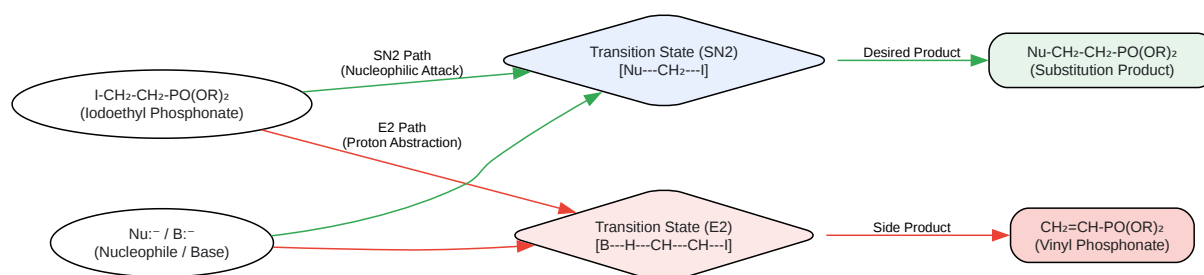 I-CH₂-CH₂-PO(OR)₂
(Iodoethyl Phosphonate)
SN2 Path
(Nucleophilic Attack)
Transition State (SN2)
[Nu---CH₂---I]
Desired Product
Nu-CH₂-CH₂-PO(OR)₂
(Substitution Product)
E2 Path
(Proton Abstraction)
Nu:⁻ / B:⁻
(Nucleophile / Base)
Transition State (E2)
[B---H---CH---CH---I]
Side Product
CH₂=CH-PO(OR)₂
(Vinyl Phosphonate)